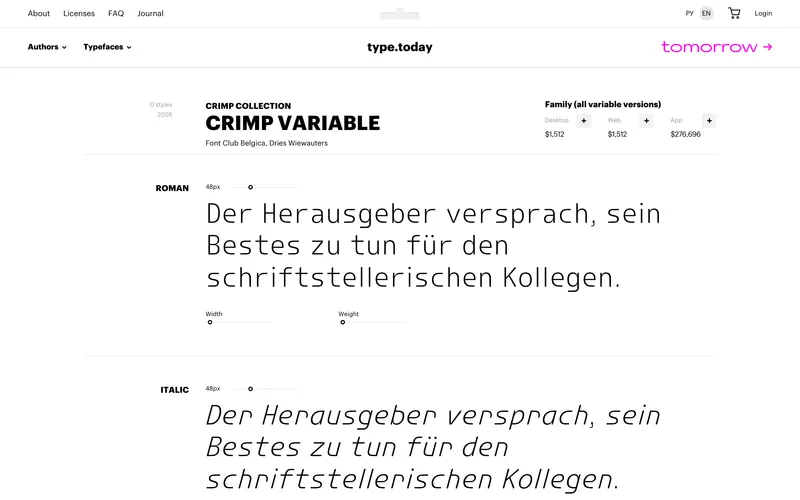 About Licenses FAQ Journal РУ EN Login
Authors Typefaces type.today tomorrow →
0 styles
2026
CRIMP COLLECTION
CRIMP VARIABLE
Font Club Belgica, Dries Wiewauters
Family (all variable versions)
Desktop + Web + App +
$1,512 $1,512 $276,696
ROMAN
48px
Der Herausgeber versprach, sein
Bestes zu tun für den
schriftstellerischen Kollegen.
Width Weight
ITALIC
48px
Der Herausgeber versprach, sein
Bestes zu tun für den
schriftstellerischen Kollegen.